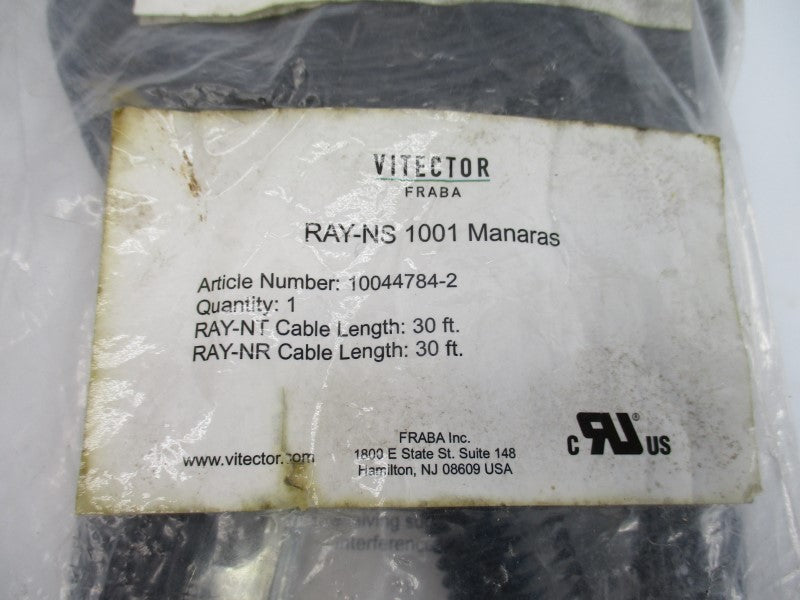 VITECTOR
FRABA
RAY-NS 1001 Manaras
Article Number: 10044784-2
Quantity: 1
RAY-NT Cable Length: 30 ft.
RAY-NR Cable Length: 30 ft.
www.vitector.com
FRABA Inc.
1800 E State St. Suite 148
Hamilton, NJ 08609 USA
C RU® US
interference